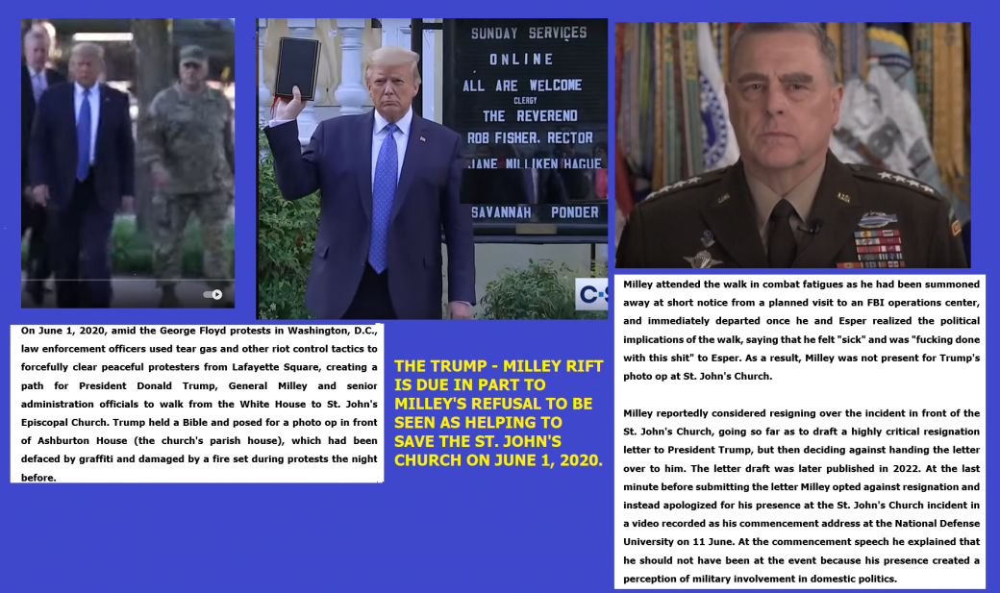 SUNDAY SERVICES
ONLINE
ALL ARE WELCOME
CLERGY
THE REVEREND
ROB FISHER, RECTOR
JANE MILLIKEN HAGUE
SAVANNAH PONDER
C-S
On June 1, 2020, amid the George Floyd protests in Washington, D.C.,
law enforcement officers used tear gas and other riot control tactics to
forcefully clear peaceful protesters from Lafayette Square, creating a
path for President Donald Trump, General Milley and senior
administration officials to walk from the White House to St. John's
Episcopal Church. Trump held a Bible and posed for a photo op in front
of Ashburton House (the church's parish house), which had been
defaced by graffiti and damaged by a fire set during protests the night
before.
THE TRUMP - MILLEY RIFT
IS DUE IN PART TO
MILLEY'S REFUSAL TO BE
SEEN AS HELPING TO
SAVE THE ST. JOHN'S
CHURCH ON JUNE 1, 2020.
Milley attended the walk in combat fatigues as he had been summoned
away at short notice from a planned visit to an FBI operations center,
and immediately departed once he and Esper realized the political
implications of the walk, saying that he felt "sick" and was "fucking done
with this shit" to Esper. As a result, Milley was not present for Trump's
photo op at St. John's Church.
Milley reportedly considered resigning over the incident in front of the
St. John's Church, going so far as to draft a highly critical resignation
letter to President Trump, but then deciding against handing the letter
over to him. The letter draft was later published in 2022. At the last
minute before submitting the letter Milley opted against resignation and
instead apologized for his presence at the St. John's Church incident in
a video recorded as his commencement address at the National Defense
University on 11 June. At the commencement speech he explained that
he should not have been at the event because his presence created a
perception of military involvement in domestic politics.